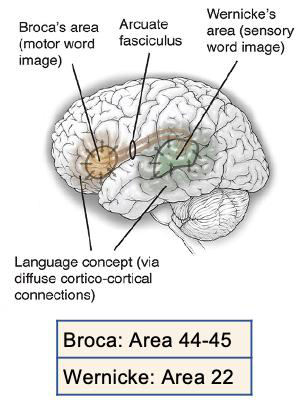 Broca's area
(motor word
image)
Arcuate
fasciculus
Wernicke's
area (sensory
word image)
Language concept (via
diffuse cortico-cortical
connections)
Broca: Area 44-45
Wernicke: Area 22